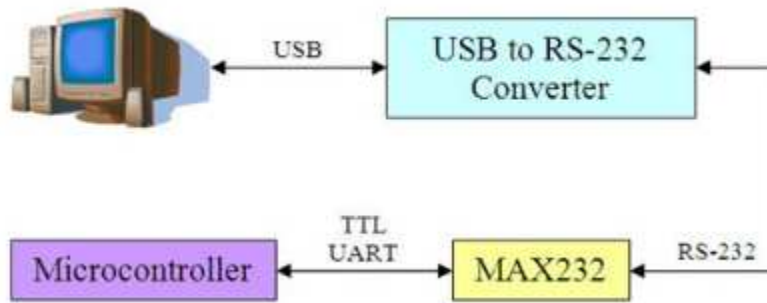 USB
USB to RS-232
Converter
TTL
UART
RS-232
Microcontroller
MAX232